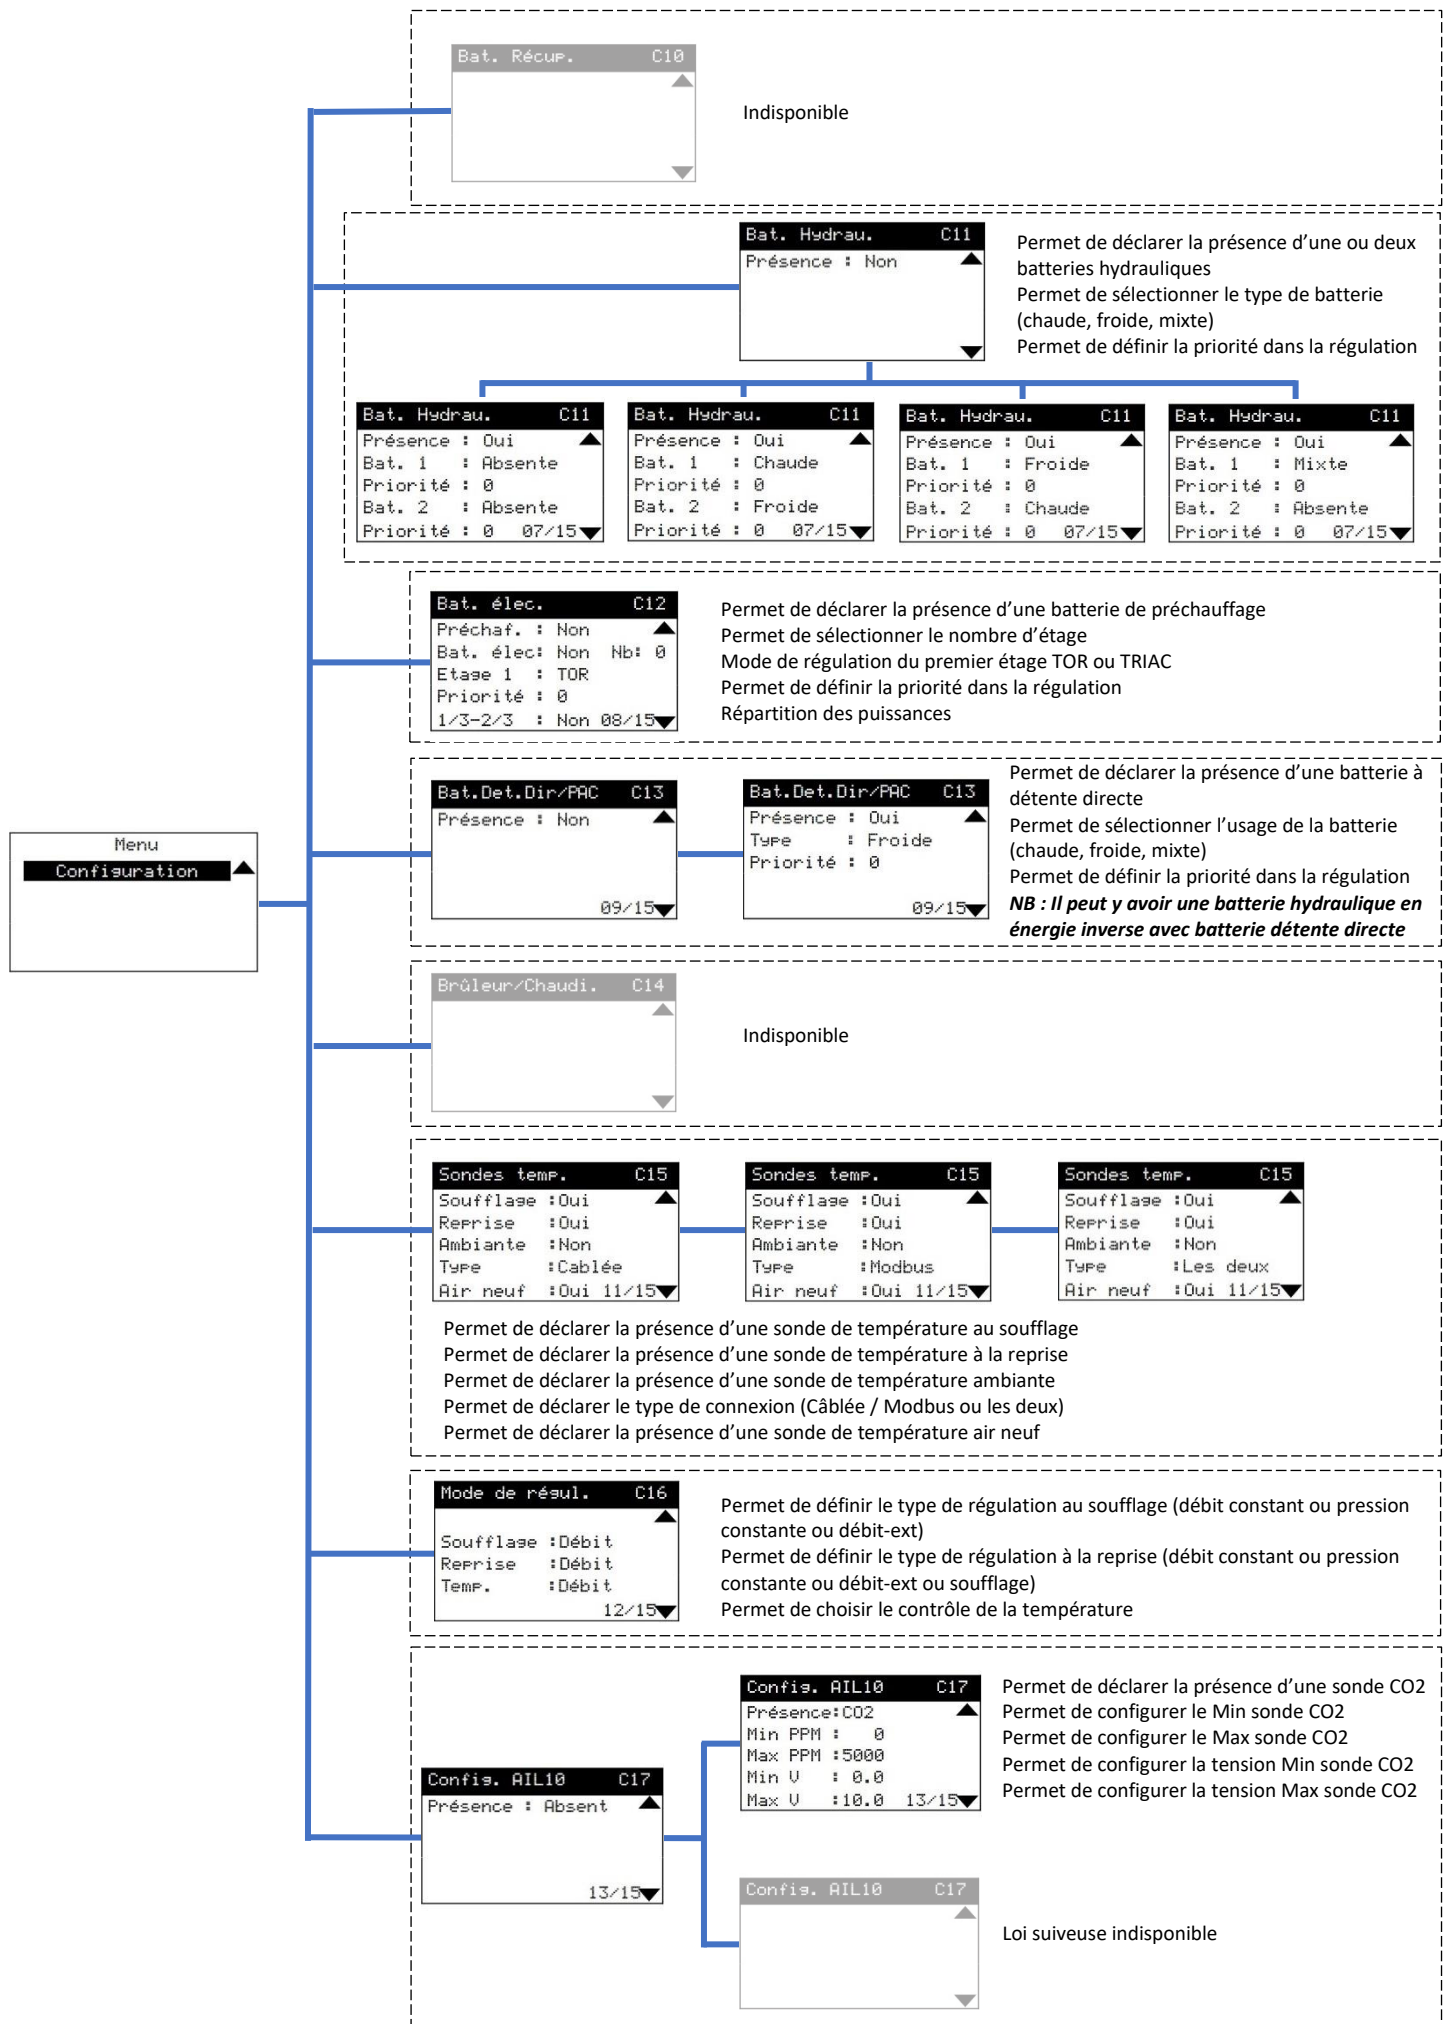 Bat. Récup. C10
Indisponible
Bat. Hydrau. C11
Présence : Non
Permet de déclarer la présence d'une ou deux
batteries hydrauliques
Permet de sélectionner le type de batterie
(chaude, froide, mixte)
Permet de définir la priorité dans la régulation
Bat. Hydrau. C11
Présence : Oui
Bat. 1 : Absente
Priorité : 0
Bat. 2 : Absente
Priorité : 0 07/15
Bat. Hydrau. C11
Présence : Oui
Bat. 1 : Chaude
Priorité : 0
Bat. 2 : Froide
Priorité : 0 07/15
Bat. Hydrau. C11
Présence : Oui
Bat. 1 : Froide
Priorité : 0
Bat. 2 : Chaude
Priorité : 0 07/15
Bat. Hydrau. C11
Présence : Oui
Bat. 1 : Mixte
Priorité : 0
Bat. 2 : Absente
Priorité : 0 07/15
Bat. élec. C12
Préchaf. : Non
Bat. élec: Non Nb: 0
Etage 1 : TOR
Priorité : 0
1/3-2/3 : Non 08/15
Permet de déclarer la présence d'une batterie de préchauffage
Permet de sélectionner le nombre d'étage
Mode de régulation du premier étage TOR ou TRIAC
Permet de définir la priorité dans la régulation
Répartition des puissances
Menu
Configuration
Bat.Det.Dir/PAC C13
Présence : Non
09/15
Bat.Det.Dir/PAC C13
Présence : Oui
Type : Froide
Priorité : 0
09/15
Permet de déclarer la présence d'une batterie à
détente directe
Permet de sélectionner l'usage de la batterie
(chaude, froide, mixte)
Permet de définir la priorité dans la régulation
NB : Il peut y avoir une batterie hydraulique en
énergie inverse avec batterie détente directe
Brûleur/Chaudi. C14
Indisponible
Sondes temp. C15
Soufflage :Oui
Reprise :Oui
Ambiante :Non
Type :Cablée
Air neuf :Oui 11/15
Sondes temp. C15
Soufflage :Oui
Reprise :Oui
Ambiante :Non
Type :Modbus
Air neuf :Oui 11/15
Sondes temp. C15
Soufflage :Oui
Reprise :Oui
Ambiante :Non
Type :Les deux
Air neuf :Oui 11/15
Permet de déclarer la présence d'une sonde de température au soufflage
Permet de déclarer la présence d'une sonde de température à la reprise
Permet de déclarer la présence d'une sonde de température ambiante
Permet de déclarer le type de connexion (Câblée / Modbus ou les deux)
Permet de déclarer la présence d'une sonde de température air neuf
Mode de régul. C16
Soufflage :Débit
Reprise :Débit
Temp. :Débit
12/15
Permet de définir le type de régulation au soufflage (débit constant ou pression
constante ou débit-ext)
Permet de définir le type de régulation à la reprise (débit constant ou pression
constante ou débit-ext ou soufflage)
Permet de choisir le contrôle de la température
Config. AIL10 C17
Présence : Absent
13/15
Config. AIL10 C17
Présence:CO2
Min PPM : 0
Max PPM :5000
Min V : 0.0
Max V :10.0 13/15
Permet de déclarer la présence d'une sonde CO2
Permet de configurer le Min sonde CO2
Permet de configurer le Max sonde CO2
Permet de configurer la tension Min sonde CO2
Permet de configurer la tension Max sonde CO2
Config. AIL10 C17
Loi suiveuse indisponible